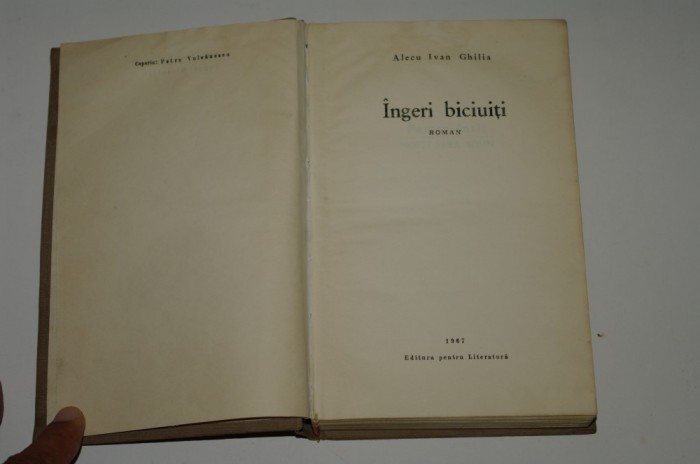 Coperta: Petre Vulcănescu
Alecu Ivan Ghilia
Îngeri biciuiți
ROMAN
1967
Editura pentru Literatură